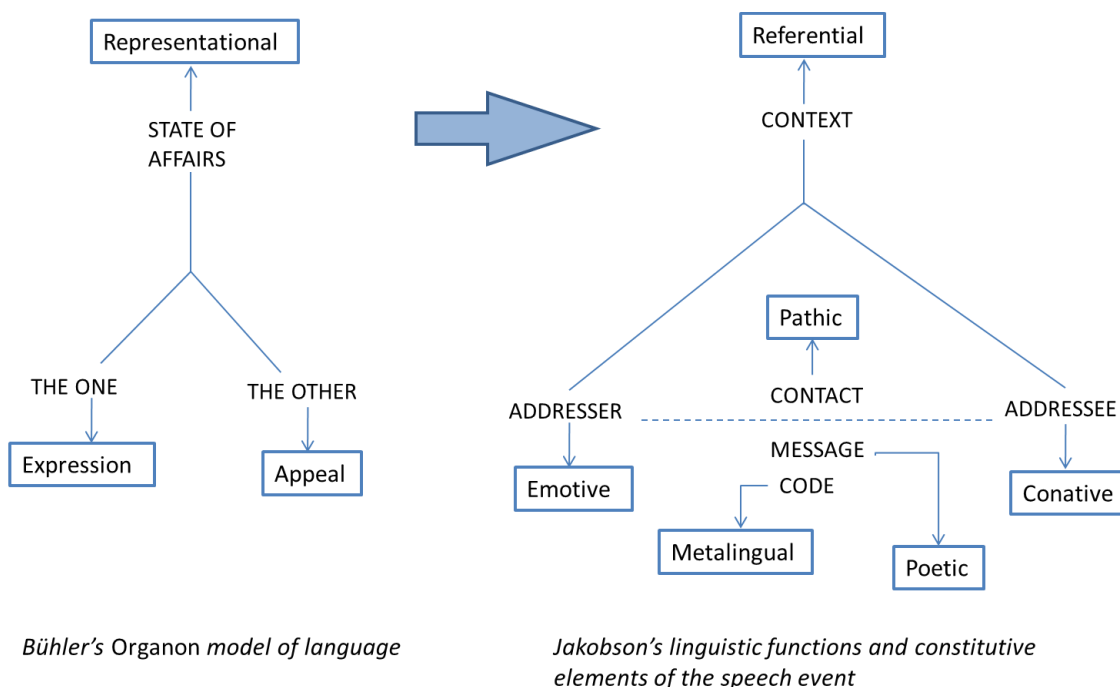 Representational
STATE OF
AFFAIRS
THE ONE
THE OTHER
Expression
Appeal
Bühler's Organon model of language
Referential
CONTEXT
Pathic
CONTACT
ADDRESSER
ADDRESSEE
MESSAGE
Emotive
CODE
Conative
Metalingual
Poetic
Jakobson's linguistic functions and constitutive
elements of the speech event